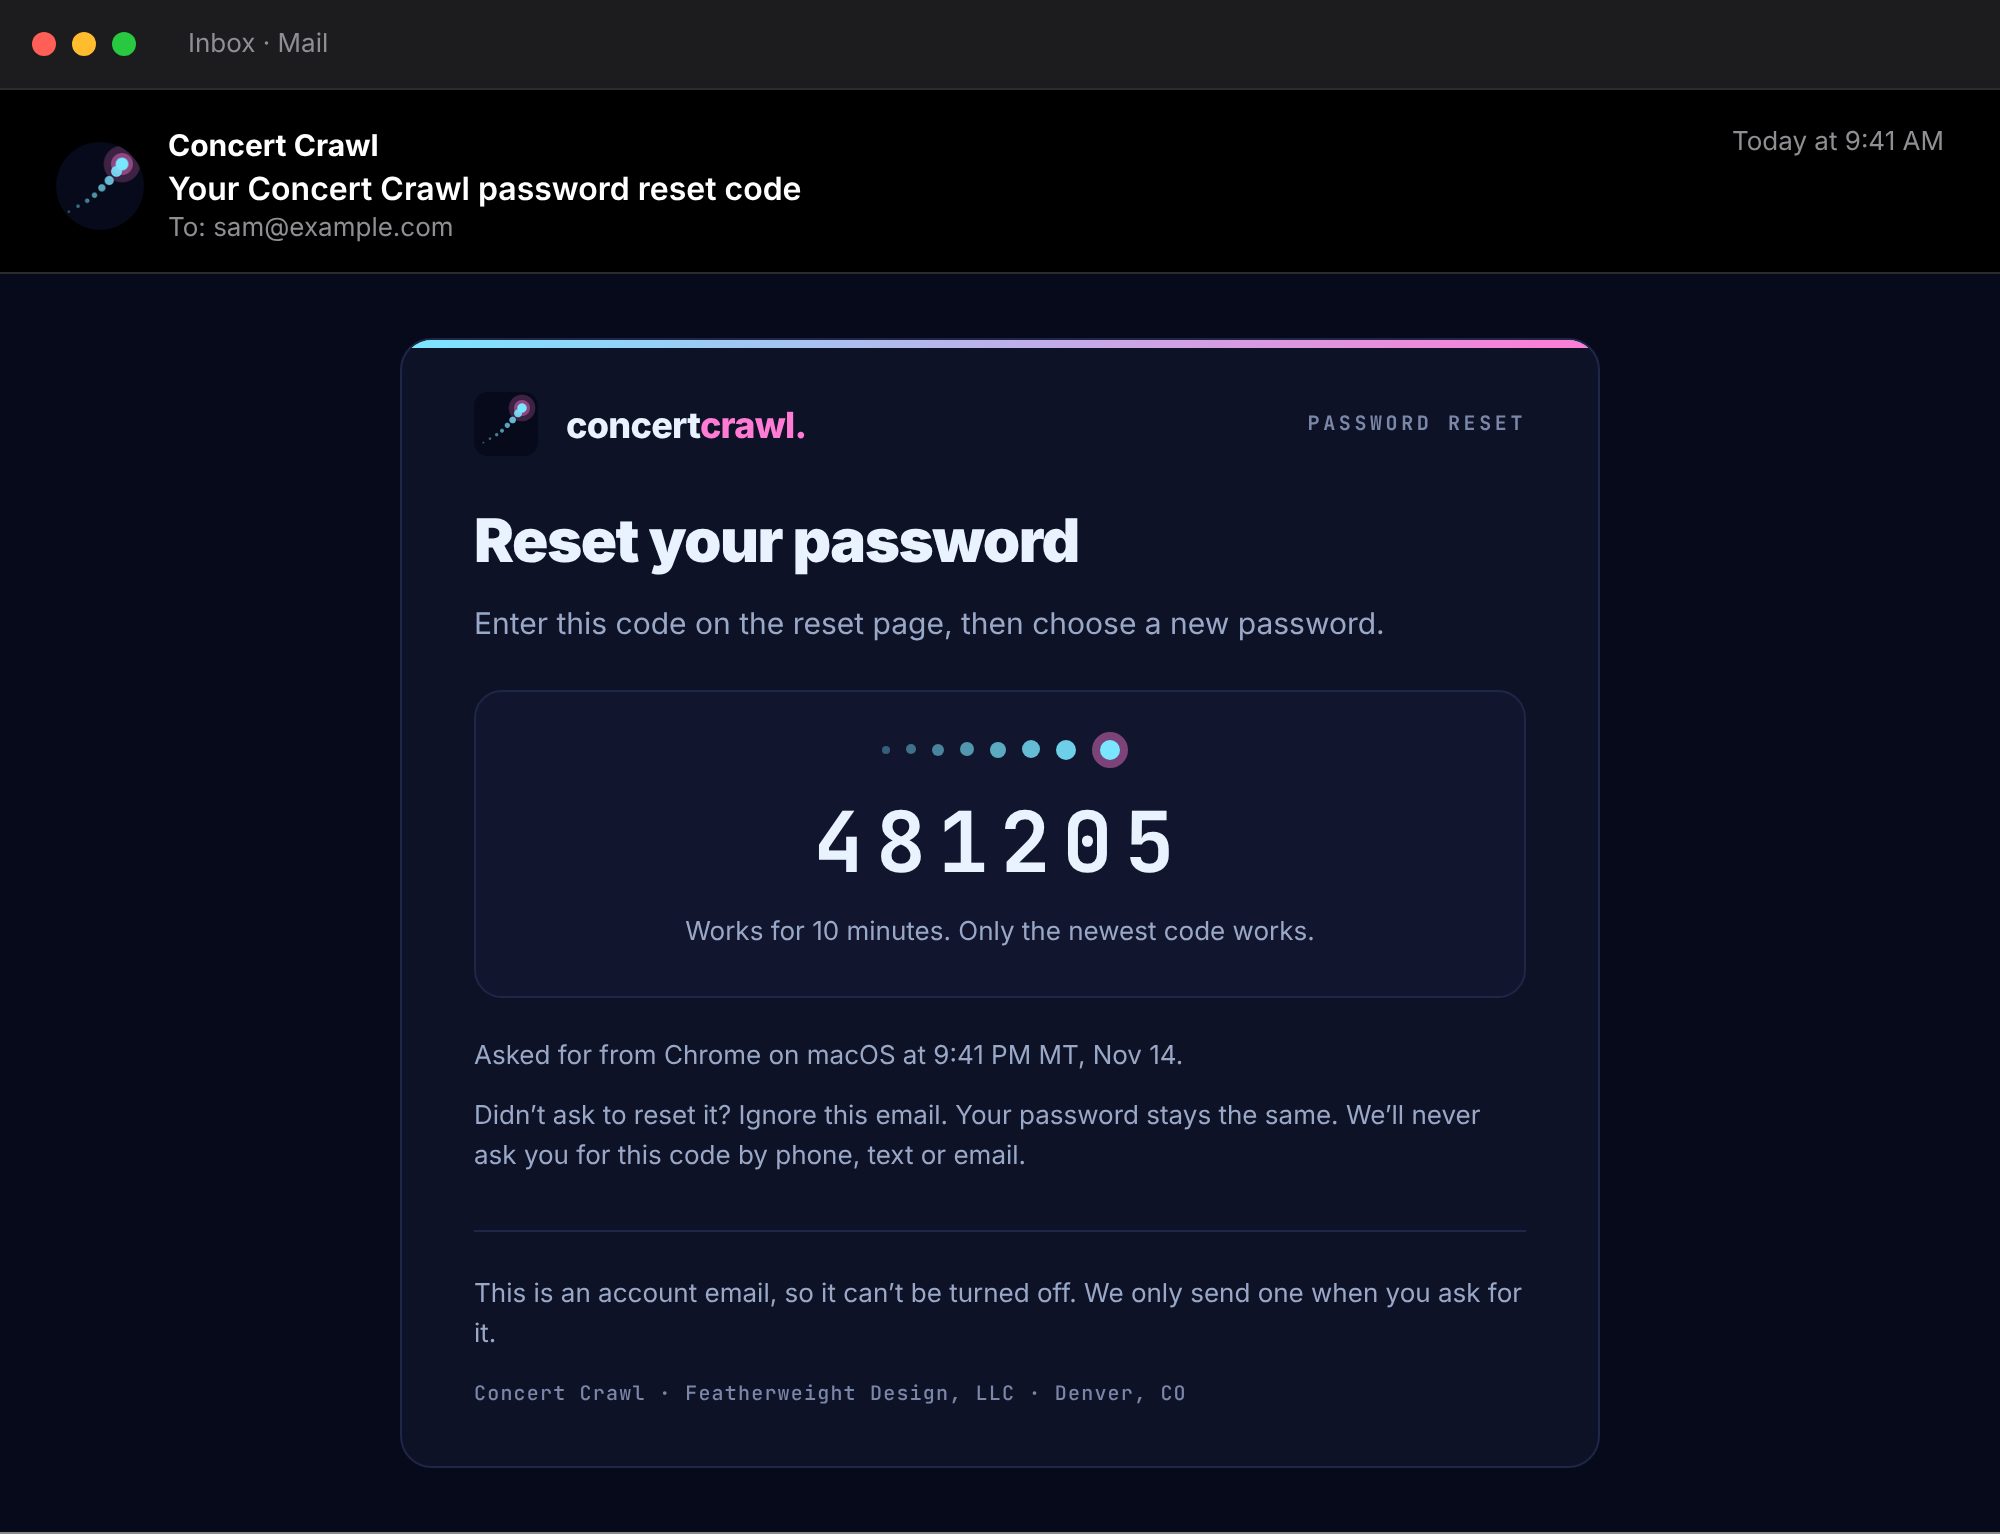 Inbox · Mail
Concert Crawl
Today at 9:41 AM
Your Concert Crawl password reset code
To: sam@example.com
concertcrawl.
PASSWORD RESET
Reset your password
Enter this code on the reset page, then choose a new password.
481205
Works for 10 minutes. Only the newest code works.
Asked for from Chrome on macOS at 9:41 PM MT, Nov 14.
Didn’t ask to reset it? Ignore this email. Your password stays the same. We’ll never
ask you for this code by phone, text or email.
This is an account email, so it can’t be turned off. We only send one when you ask for
it.
Concert Crawl · Featherweight Design, LLC · Denver, CO